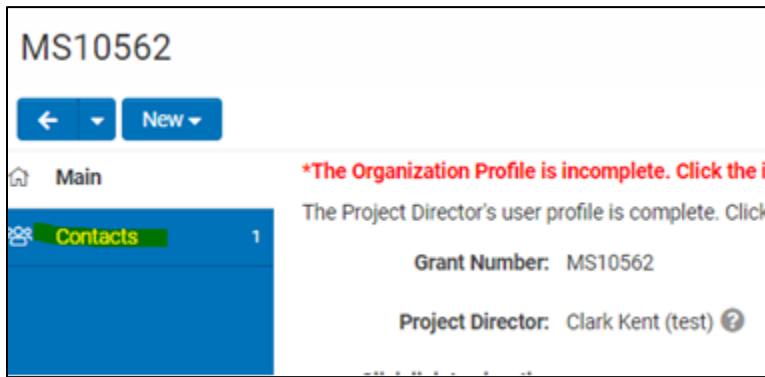 MS10562
New
Main
Contacts 1
*The Organization Profile is incomplete. Click the
The Project Director's user profile is complete.
Grant Number: MS10562
Project Director: Clark Kent (test)